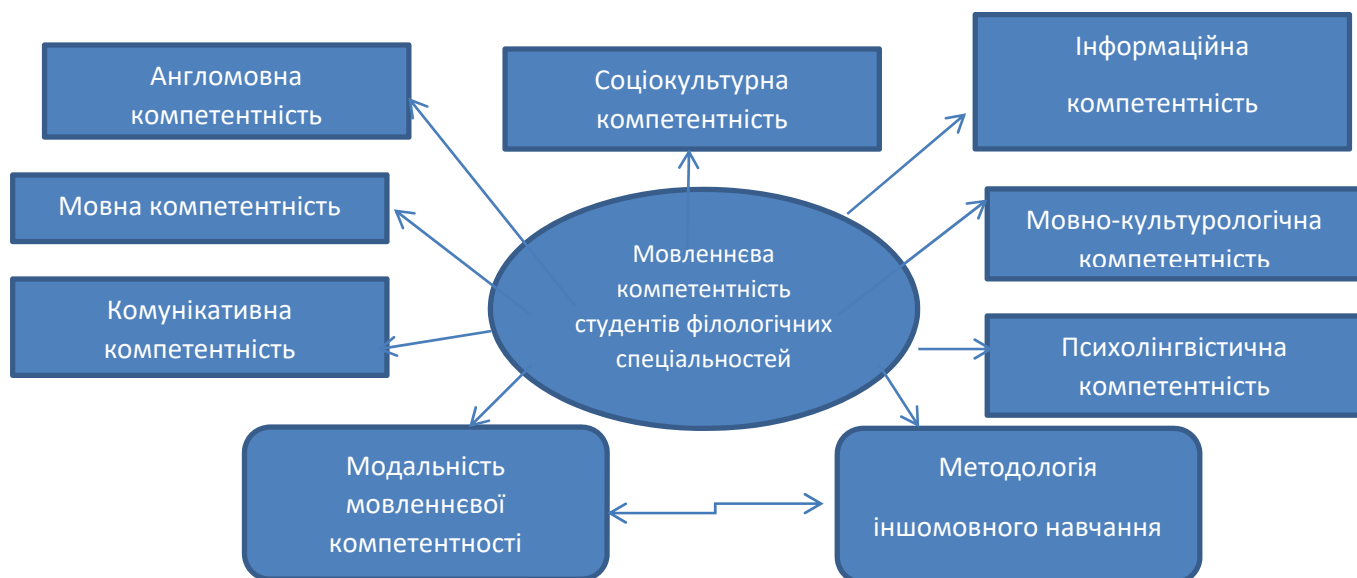 Англомовна
компетентність
Соціокультурна
компетентність
Інформаційна
компетентність
Мовна компетентність
Мовно-культурологічна
компетентність
Комунікативна
компетентність
Мовленнєва
компетентність
студентів філологічних
спеціальностей
Психолінгвістична
компетентність
Модальність
мовленнєвої
компетентності
Методологія
іншомовного навчання